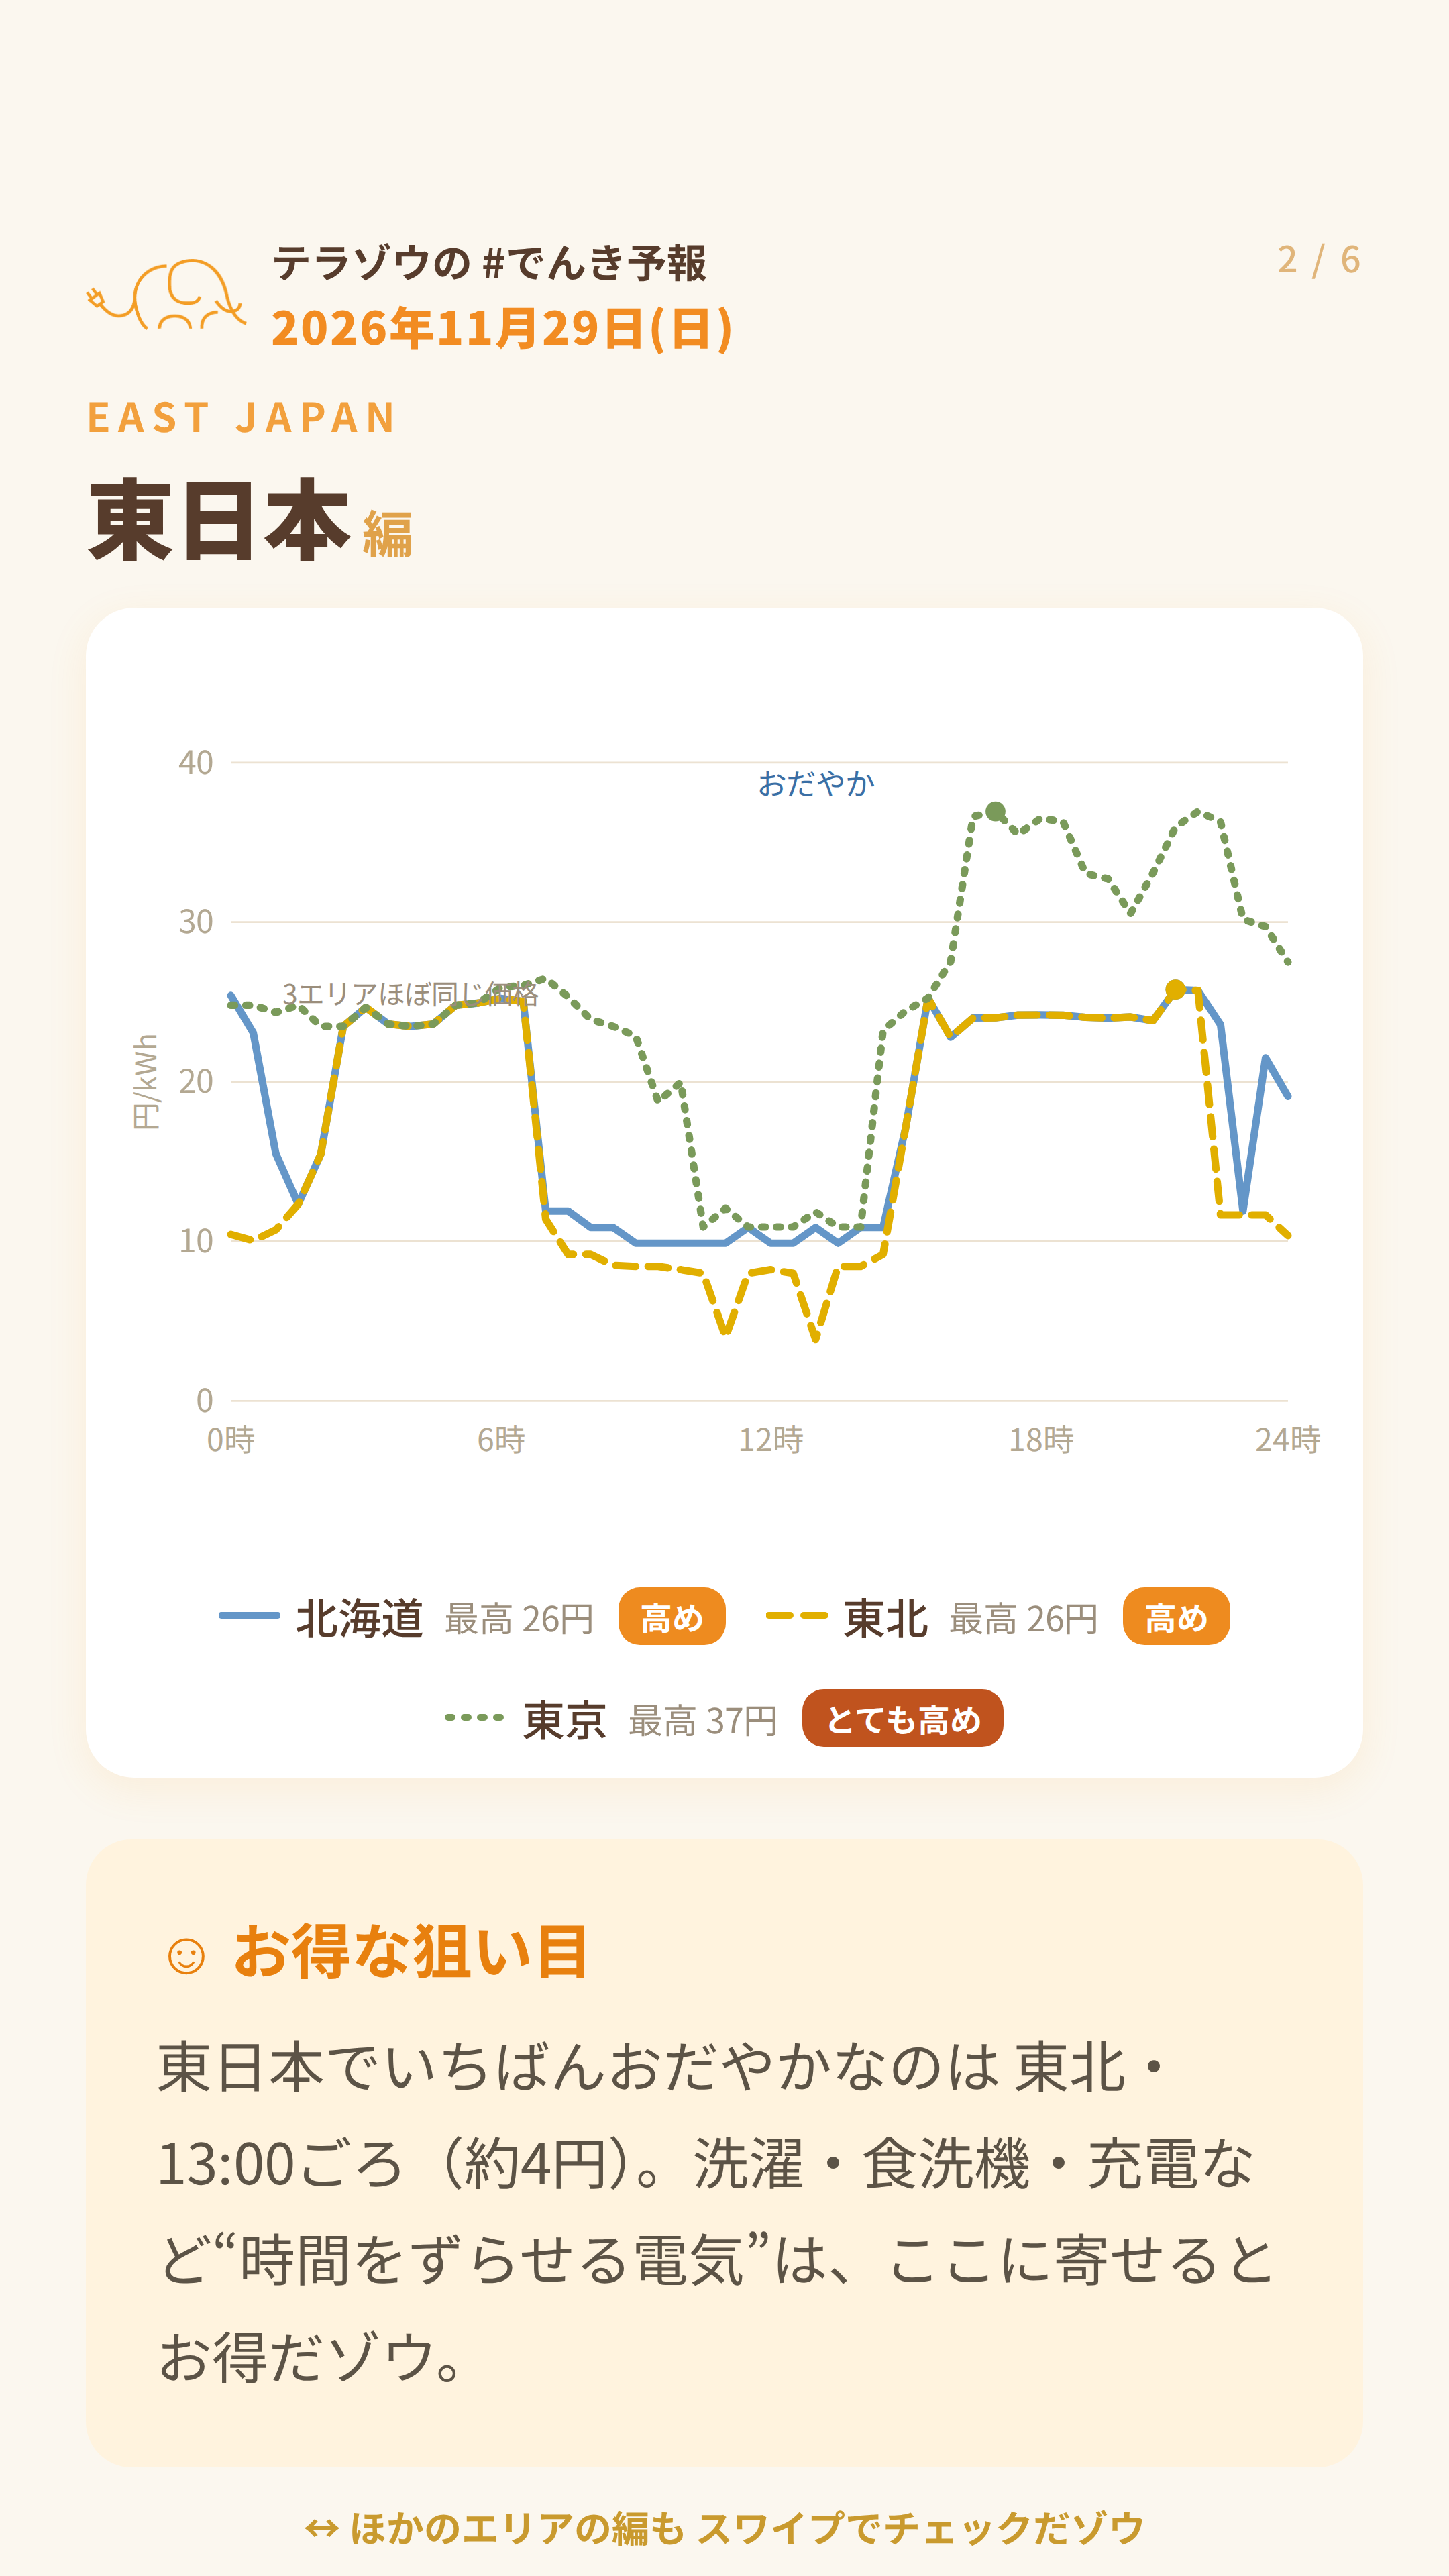 テラゾウの #でんき予報
2026年11月29日(日)
2 / 6
EAST JAPAN
東日本 編
40
おだやか
30
3エリアほぼ同じ価格
円/kWh
20
10
0
0時 6時 12時 18時 24時
北海道 最高 26円 高め 東北 最高 26円 高め
東京 最高 37円 とても高め
☺ お得な狙い目
東日本でいちばんおだやかなのは 東北・
13:00ごろ（約4円）。洗濯・食洗機・充電な
ど“時間をずらせる電気”は、ここに寄せると
お得だゾウ。
↔ ほかのエリアの編も スワイプでチェックだゾウ